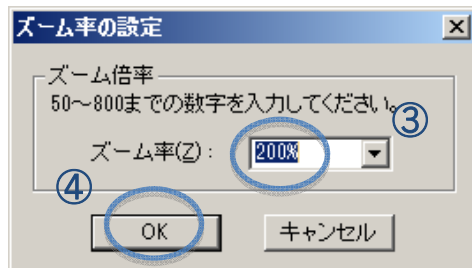 ズーム率の設定
ズーム倍率
50～800までの数字を入力してください。
③
ズーム率(Z)： 200%
④
OK キャンセル